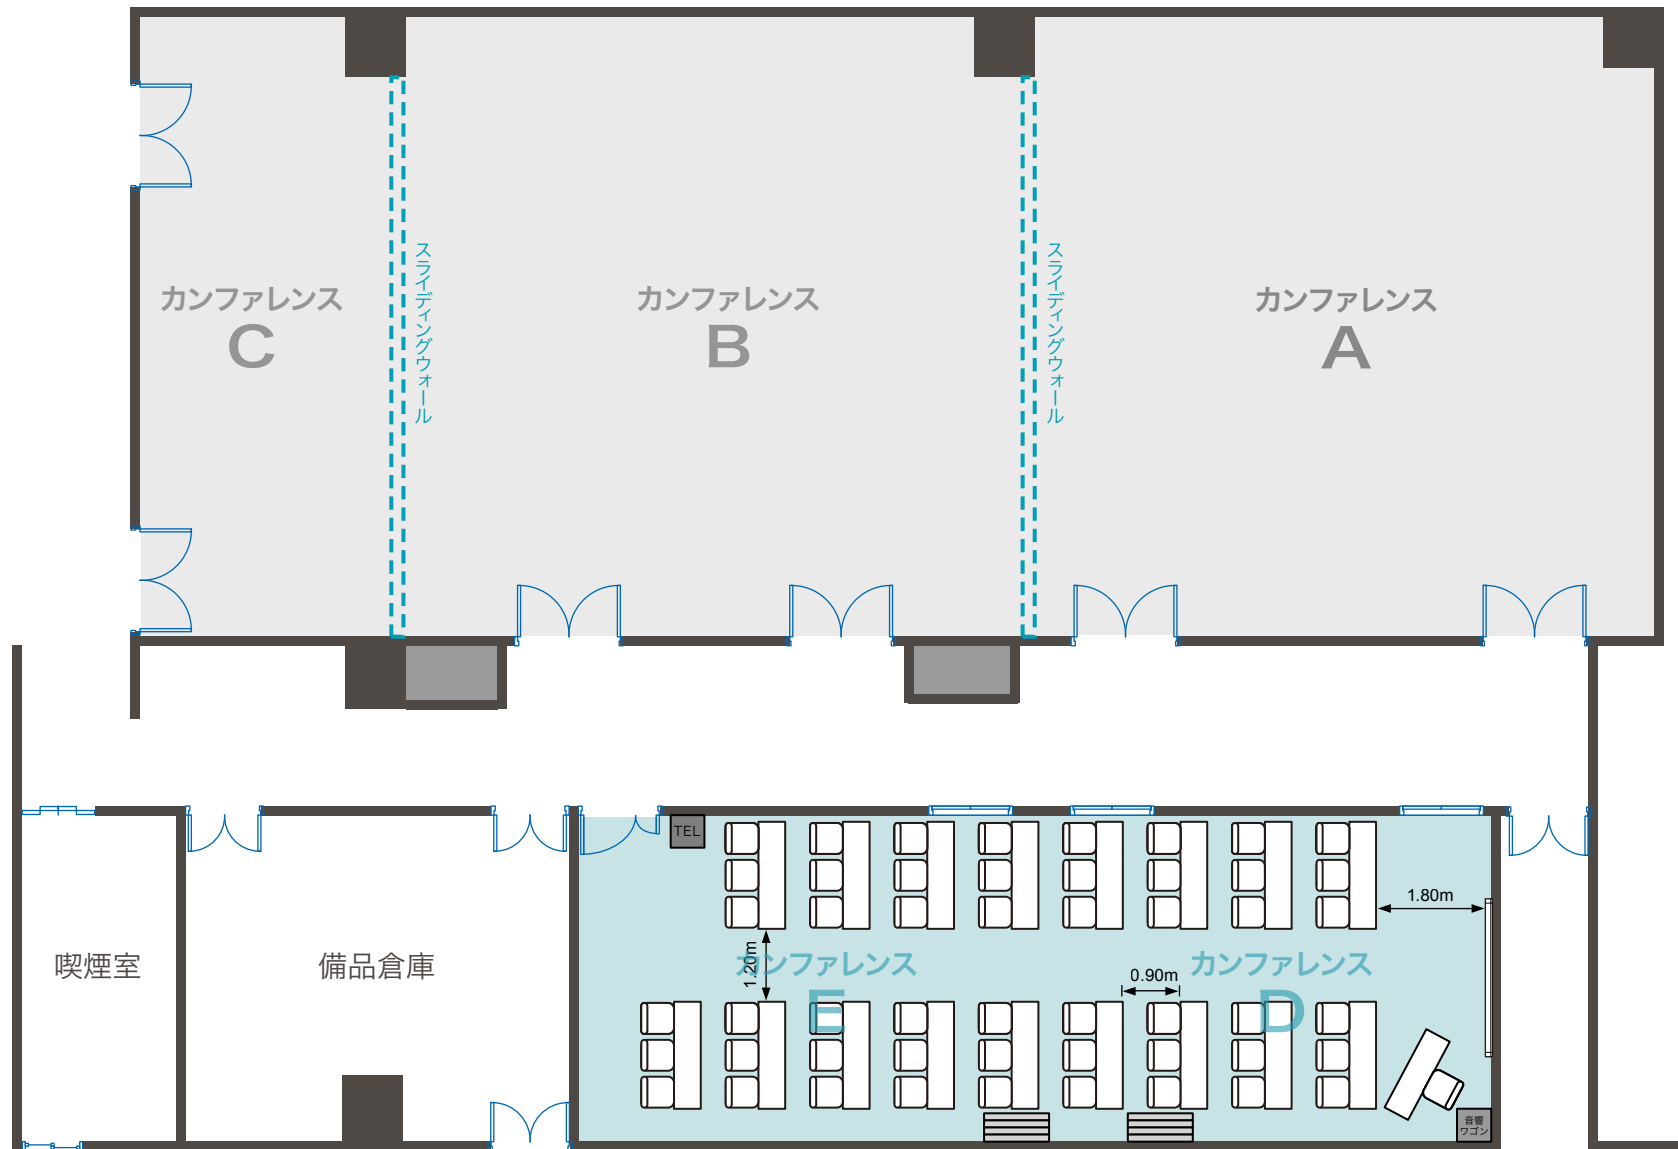 カンファレンス
C
スライディングウォール
カンファレンス
B
スライディングウォール
カンファレンス
A
喫煙室
備品倉庫
TEL
1.80m
1.20m
カンファレンス
E
0.90m
カンファレンス
D
音響
ワゴン